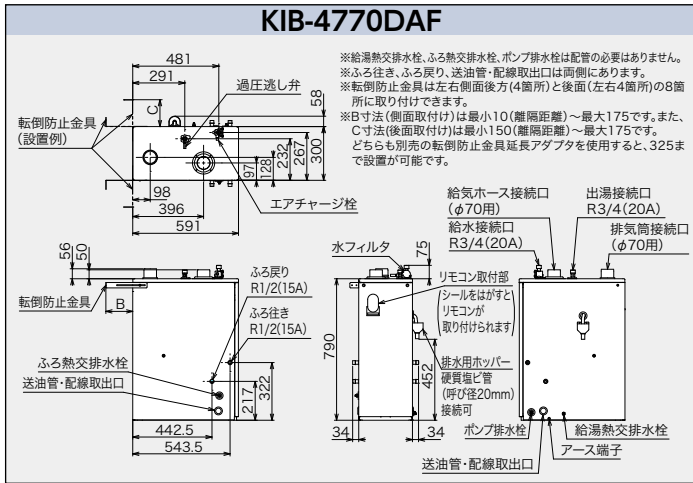 KIB-4770DAF
※給湯熱交排水栓、ふろ熱交排水栓、ポンプ排水栓は配管の必要はありません。
※ふろ往き、ふろ戻り、送油管・配線取出口は両側にあります。
※転倒防止金具は左右側面後方(4箇所)と後面(左右4箇所)の8箇
所に取り付けできます。
※B寸法(側面取付け)は最小10(離隔距離)～最大175です。また、
C寸法(後面取付け)は最小150(離隔距離)～最大175です。
どちらも別売の転倒防止金具延長アダプタを使用すると、325ま
で設置が可能です。
481
291
過圧逃し弁
58
C
転倒防止金具
(設置例)
98
396
591
97
128
232
267
300
エアチャージ栓
給気ホース接続口
(φ70用)
出湯接続口
R3/4(20A)
給水接続口
R3/4(20A)
排気筒接続口
(φ70用)
56
50
転倒防止金具
B
ふろ戻り
R1/2(15A)
ふろ往き
R1/2(15A)
ふろ熱交排水栓
送油管・配線取出口
217
322
442.5
543.5
水フィルタ
75
リモコン取付部
(シールをはがすと
リモコンが
取り付けられます)
790
452
排水用ホッパー
硬質塩ビ管
(呼び径20mm)
接続可
34
34
ポンプ排水栓
給湯熱交排水栓
アース端子
送油管・配線取出口